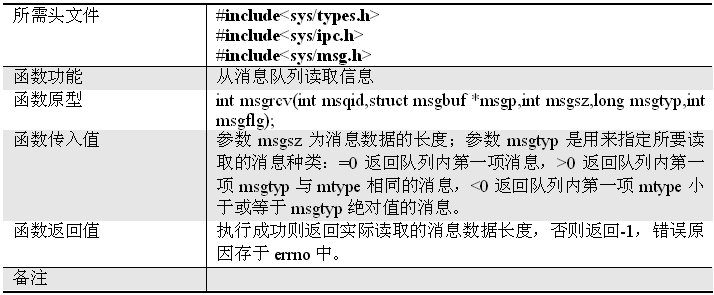 所需头文件
#include<sys/types.h>
#include<sys/ipc.h>
#include<sys/msg.h>
函数功能
从消息队列读取信息
函数原型
int msgrcv(int msqid,struct msgbuf *msgp,int msgsz,long msgtyp,int
msgflg);
函数传入值
参数 msgsz 为消息数据的长度；参数 msgtyp 是用来指定所要读
取的消息种类：=0 返回队列内第一项消息，>0 返回队列内第一
项 msgtyp 与 mtype 相同的消息，<0 返回队列内第一项 mtype 小
于或等于 msgtyp 绝对值的消息。
函数返回值
执行成功则返回实际读取的消息数据长度，否则返回-1，错误原
因存于 errno 中。
备注